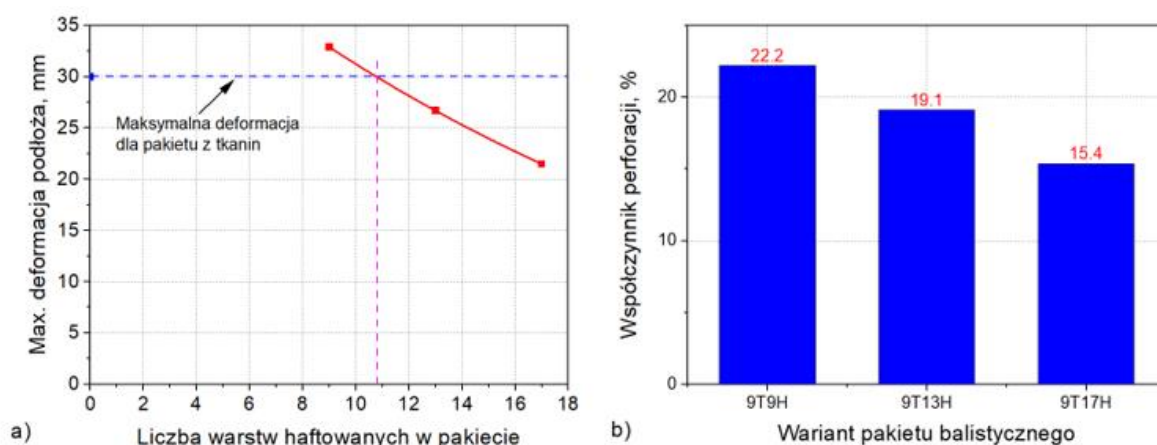 Max. deformacja podłoża, mm
35
30
25
20
15
10
5
0
Maksymalna deformacja
dla pakietu z tkanin
0 2 4 6 8 10 12 14 16 18
Liczba warstw haftowanych w pakiecie
a)
Współczynnik perforacji, %
20
10
0
22.2
19.1
15.4
9T9H 9T13H 9T17H
Wariant pakietu balistycznego
b)